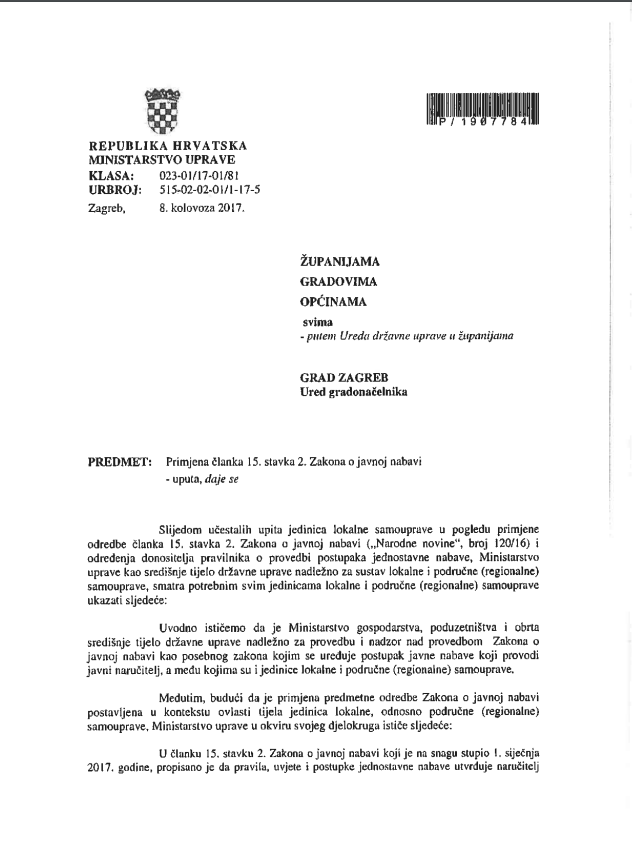 P/1907784
REPUBLIKA HRVATSKA
MINISTARSTVO UPRAVE
KLASA: 023-01/17-01/81
URBROJ: 515-02-02-01/1-17-5
Zagreb, 8. kolovoza 2017.
ŽUPANIJAMA
GRADOVIMA
OPĆINAMA
svima
- putem Ureda državne uprave u županijama
GRAD ZAGREB
Ured gradonačelnika
PREDMET: Primjena članka 15. stavka 2. Zakona o javnoj nabavi
- uputa, daje se
Slijedom učestalih upita jedinica lokalne samouprave u pogledu primjene
odredbe članka 15. stavka 2. Zakona o javnoj nabavi („Narodne novine“, broj 120/16) i
određenja donositelja pravilnika o provedbi postupaka jednostavne nabave, Ministarstvo
uprave kao središnje tijelo državne uprave nadležno za sustav lokalne i područne (regionalne)
samouprave, smatra potrebnim svim jedinicama lokalne i područne (regionalne) samouprave
ukazati sljedeće:
Uvodno ističemo da je Ministarstvo gospodarstva, poduzetništva i obrta
središnje tijelo državne uprave nadležno za provedbu i nadzor nad provedbom Zakona o
javnoj nabavi kao posebnog zakona kojim se uređuje postupak javne nabave koji provodi
javni naručitelj, a među kojima su i jedinice lokalne i područne (regionalne) samouprave.
Međutim, budući da je primjena predmetne odredbe Zakona o javnoj nabavi
postavljena u kontekstu ovlasti tijela jedinica lokalne, odnosno područne (regionalne)
samouprave, Ministarstvo uprave u okviru svojeg djelokruga ističe sljedeće:
U članku 15. stavku 2. Zakona o javnoj nabavi koji je na snagu stupio 1. siječnja
2017. godine, propisano je da pravila, uvjete i postupke jednostavne nabave utvrđuje naručitelj